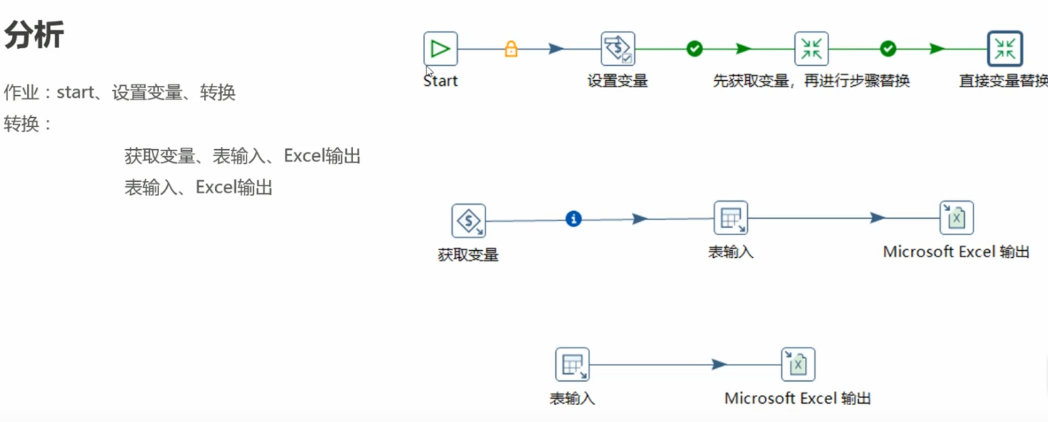 分析
作业：start、设置变量、转换
转换：
获取变量、表输入、Excel输出
表输入、Excel输出
Start
设置变量
先获取变量，再进行步骤替换
直接变量替换
获取变量
表输入
Microsoft Excel 输出
表输入
Microsoft Excel 输出